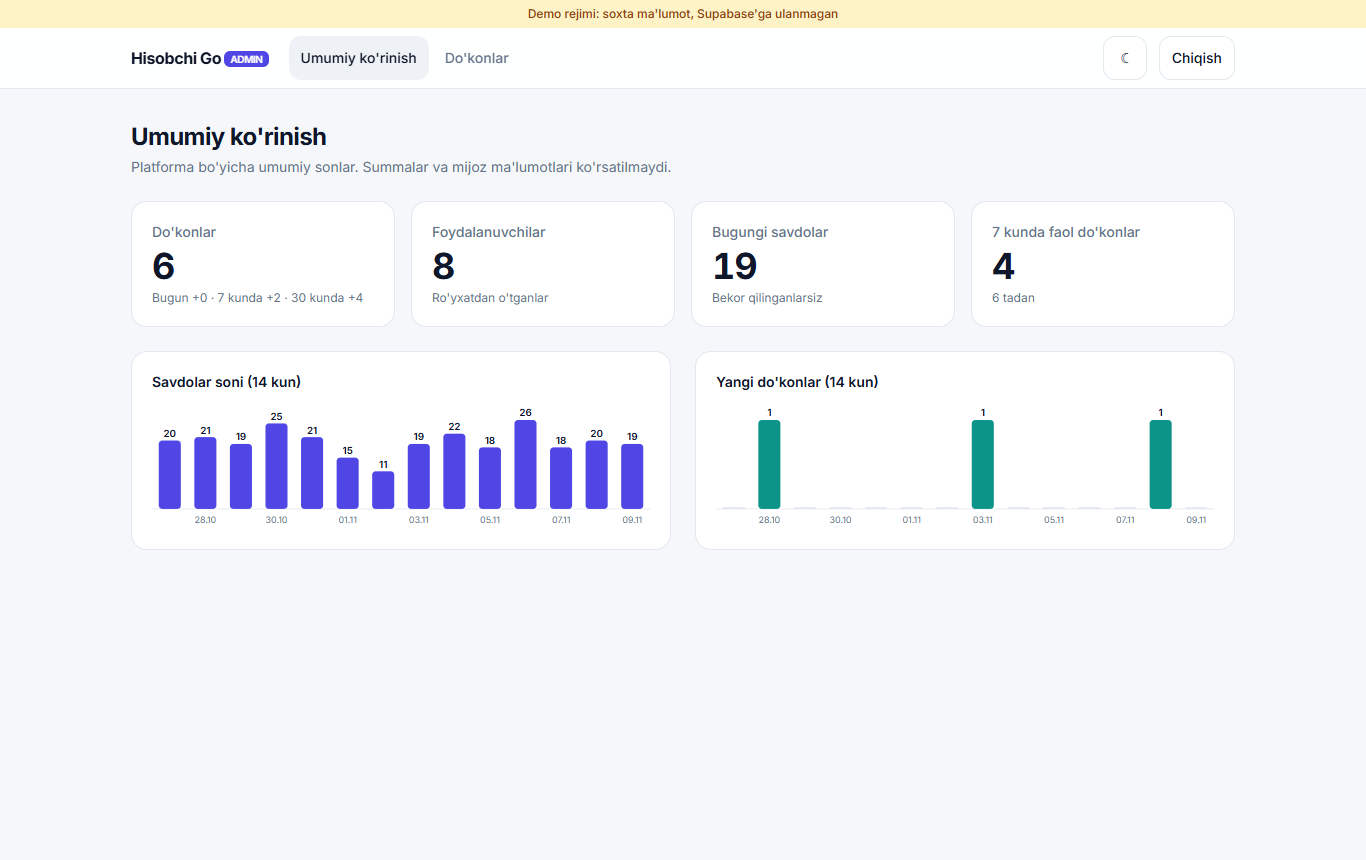 Demo rejimi: soxta ma'lumot, Supabase'ga ulanmagan
Hisobchi Go ADMIN Umumiy ko'rinish Do'konlar ☾ Chiqish
Umumiy ko'rinish
Platforma bo'yicha umumiy sonlar. Summalar va mijoz ma'lumotlari ko'rsatilmaydi.
Do'konlar
6
Bugun +0 · 7 kunda +2 · 30 kunda +4
Foydalanuvchilar
8
Ro'yxatdan o'tganlar
Bugungi savdolar
19
Bekor qilinganlarsiz
7 kunda faol do'konlar
4
6 tadan
Savdolar soni (14 kun)
20 21 19 25 21 15 11 19 22 18 26 18 20 19
28.10 30.10 01.11 03.11 05.11 07.11 09.11
Yangi do'konlar (14 kun)
1 1 1
28.10 30.10 01.11 03.11 05.11 07.11 09.11